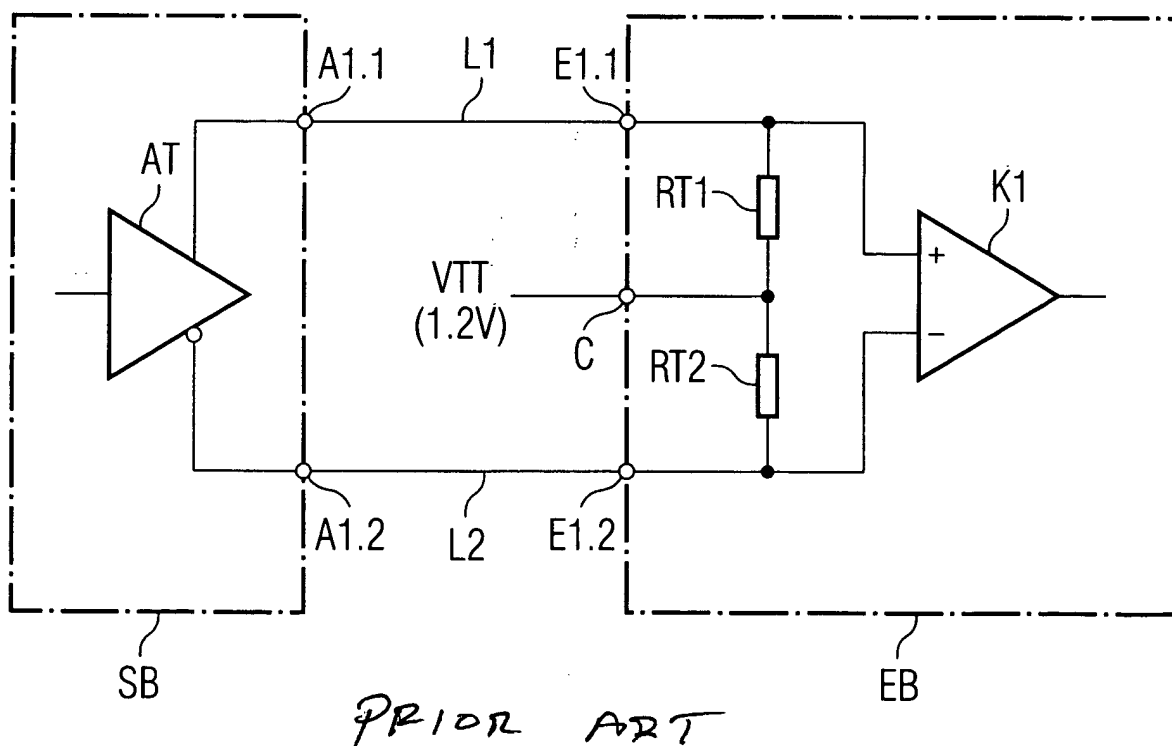 A1.1
L1
E1.1
AT
RT1
K1
+
VTT
(1.2V)
C
RT2
−
A1.2
L2
E1.2
SB
EB
PRIOR ART